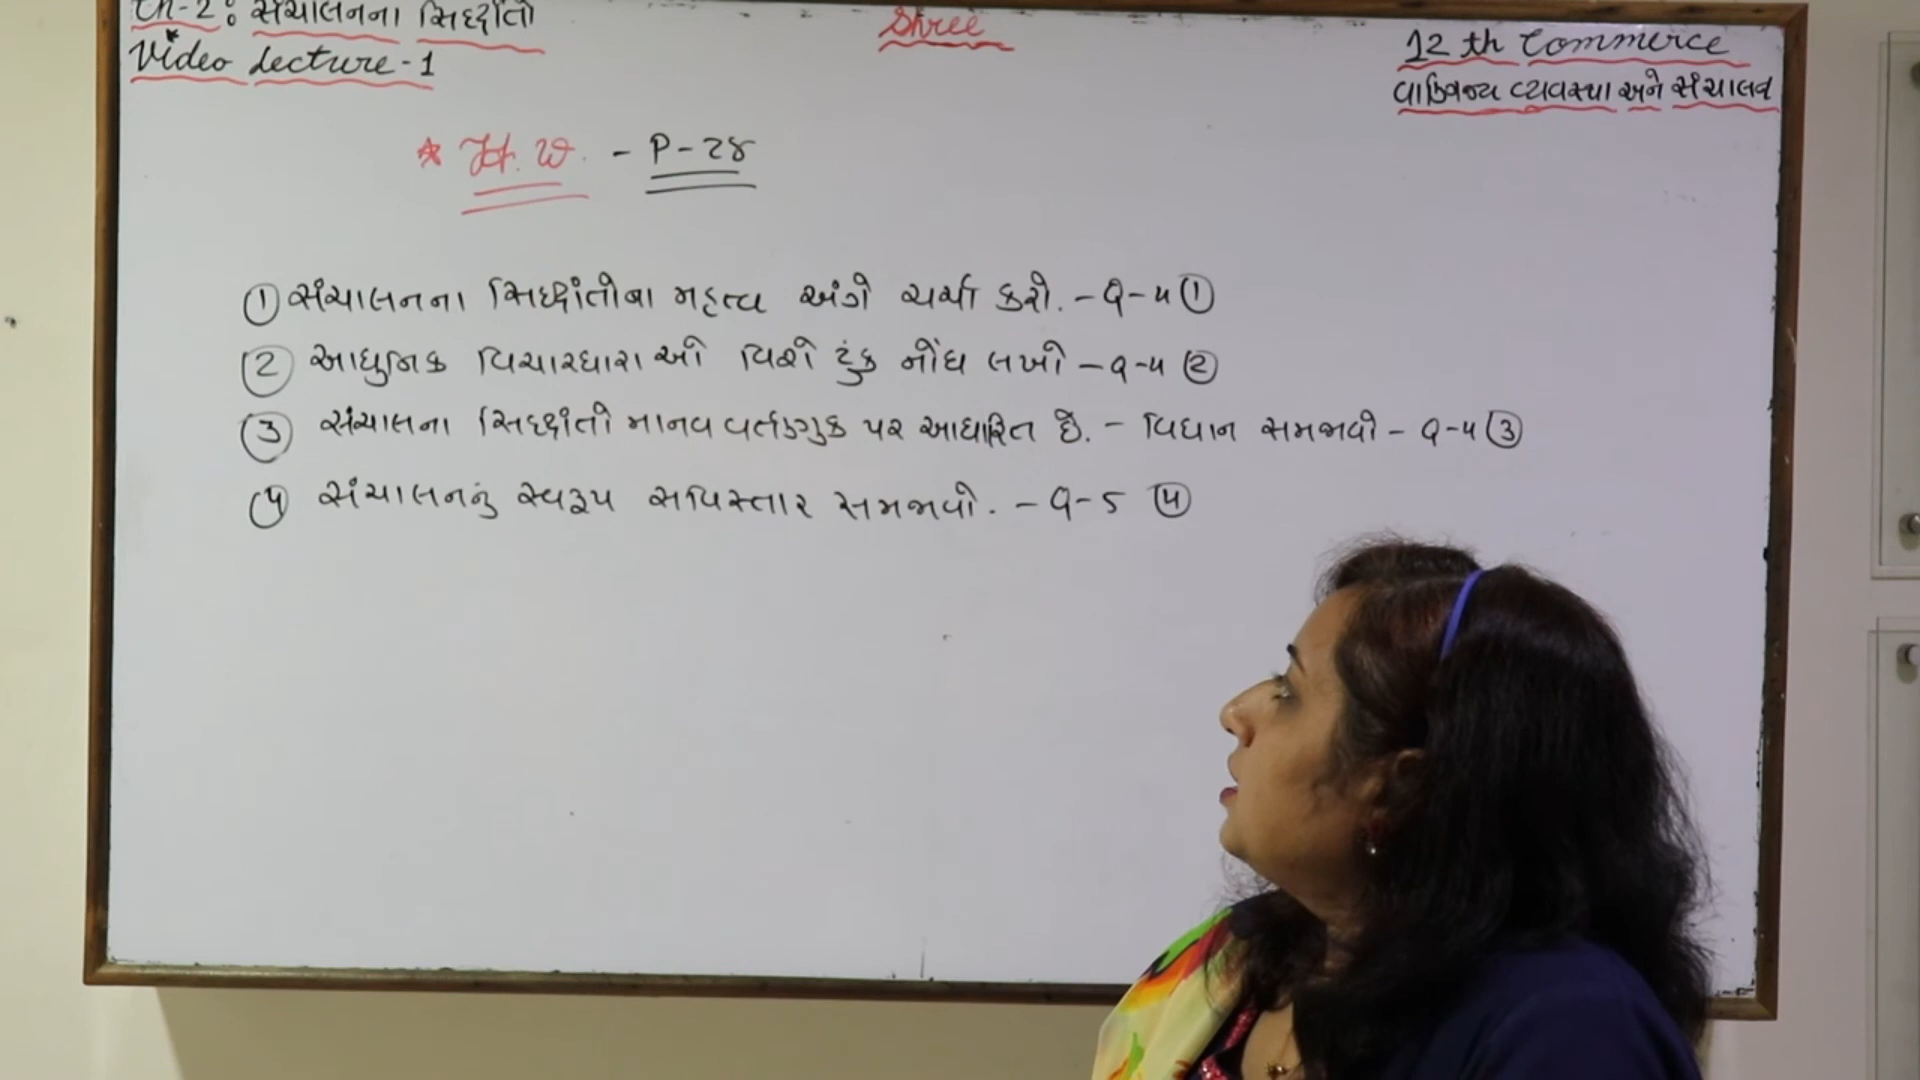 Ch-2: સંચાલનના સિદ્ધાંતો
Video Lecture-1
Shree
12 th Commerce
વાણિજ્ય વ્યવસ્થા અને સંચાલન
* H.W. - P-28
① સંચાલનના સિદ્ધાંતોના મહત્વ અંગે ચર્ચા કરો. - Q-4 ①
② આધુનિક વિચારધારાઓ વિશે ટુંક નોંધ લખો - Q-4 ②
③ સંચાલના સિદ્ધાંતો માનવ વર્તણુક પર આધારિત છે. - વિધાન સમજાવો - Q-4 ③
④ સંચાલનનું સ્વરૂપ સવિસ્તાર સમજાવો. - Q-5 ④